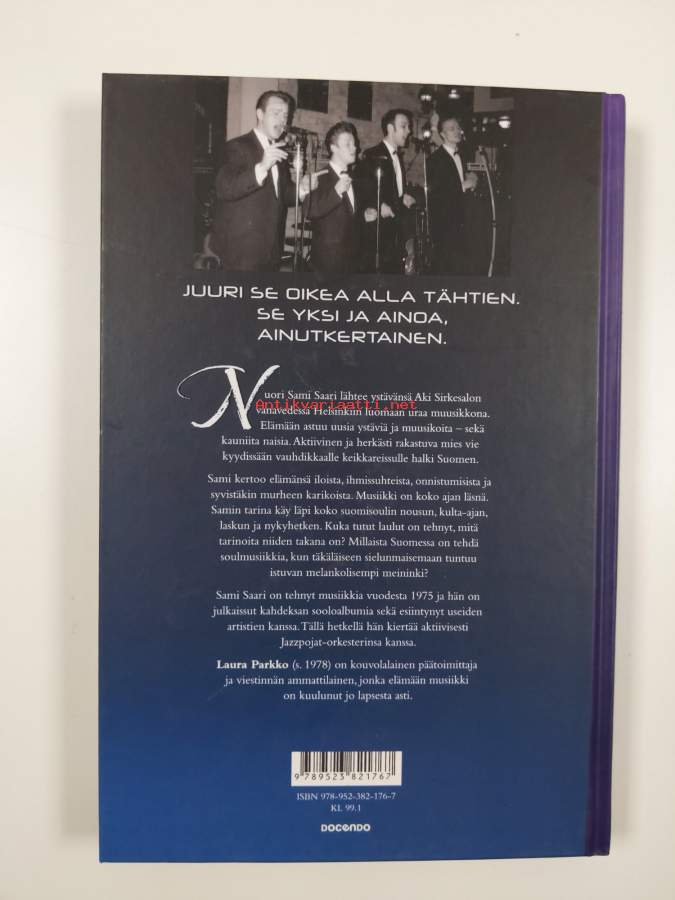 JUURI SE OIKEA ALLA TÄHTIEN.
SE YKSI JA AINOA,
AINUTKERTAINEN.
Nuori Sami Saari lähtee ystävänsä Aki Sirkesalon
Antikvariaatti.net
vanavedessä Helsinkiin luomaan uraa muusikkona.
Elämään astuu uusia ystäviä ja muusikoita – sekä
kauniita naisia. Aktiivinen ja herkästi rakastuva mies vie
kyydissään vauhdikkaalle keikkareissulle halki Suomen.
Sami kertoo elämänsä iloista, ihmissuhteista, onnistumisista ja
syvistäkin murheen karikoista. Musiikki on koko ajan läsnä.
Samin tarina käy läpi koko suomisoulin nousun, kulta-ajan,
laskun ja nykyhetken. Kuka tutut laulut on tehnyt, mitä
tarinoita niiden takana on? Millaista Suomessa on tehdä
soulmusiikkia, kun täkäläiseen sielunmaisemaan tuntuu
istuvan melankolisempi meininki?
Sami Saari on tehnyt musiikkia vuodesta 1975 ja hän on
julkaissut kahdeksan sooloalbumia sekä esiintynyt useiden
artistien kanssa. Tällä hetkellä hän kiertää aktiivisesti
Jazzpojat-orkesterinsa kanssa.
Laura Parkko (s. 1978) on kouvolalainen päätoimittaja
ja viestinnän ammattilainen, jonka elämään musiikki
on kuulunut jo lapsesta asti.
9 789523 821767
ISBN 978-952-382-176-7
KL 99.1
DOCENDO